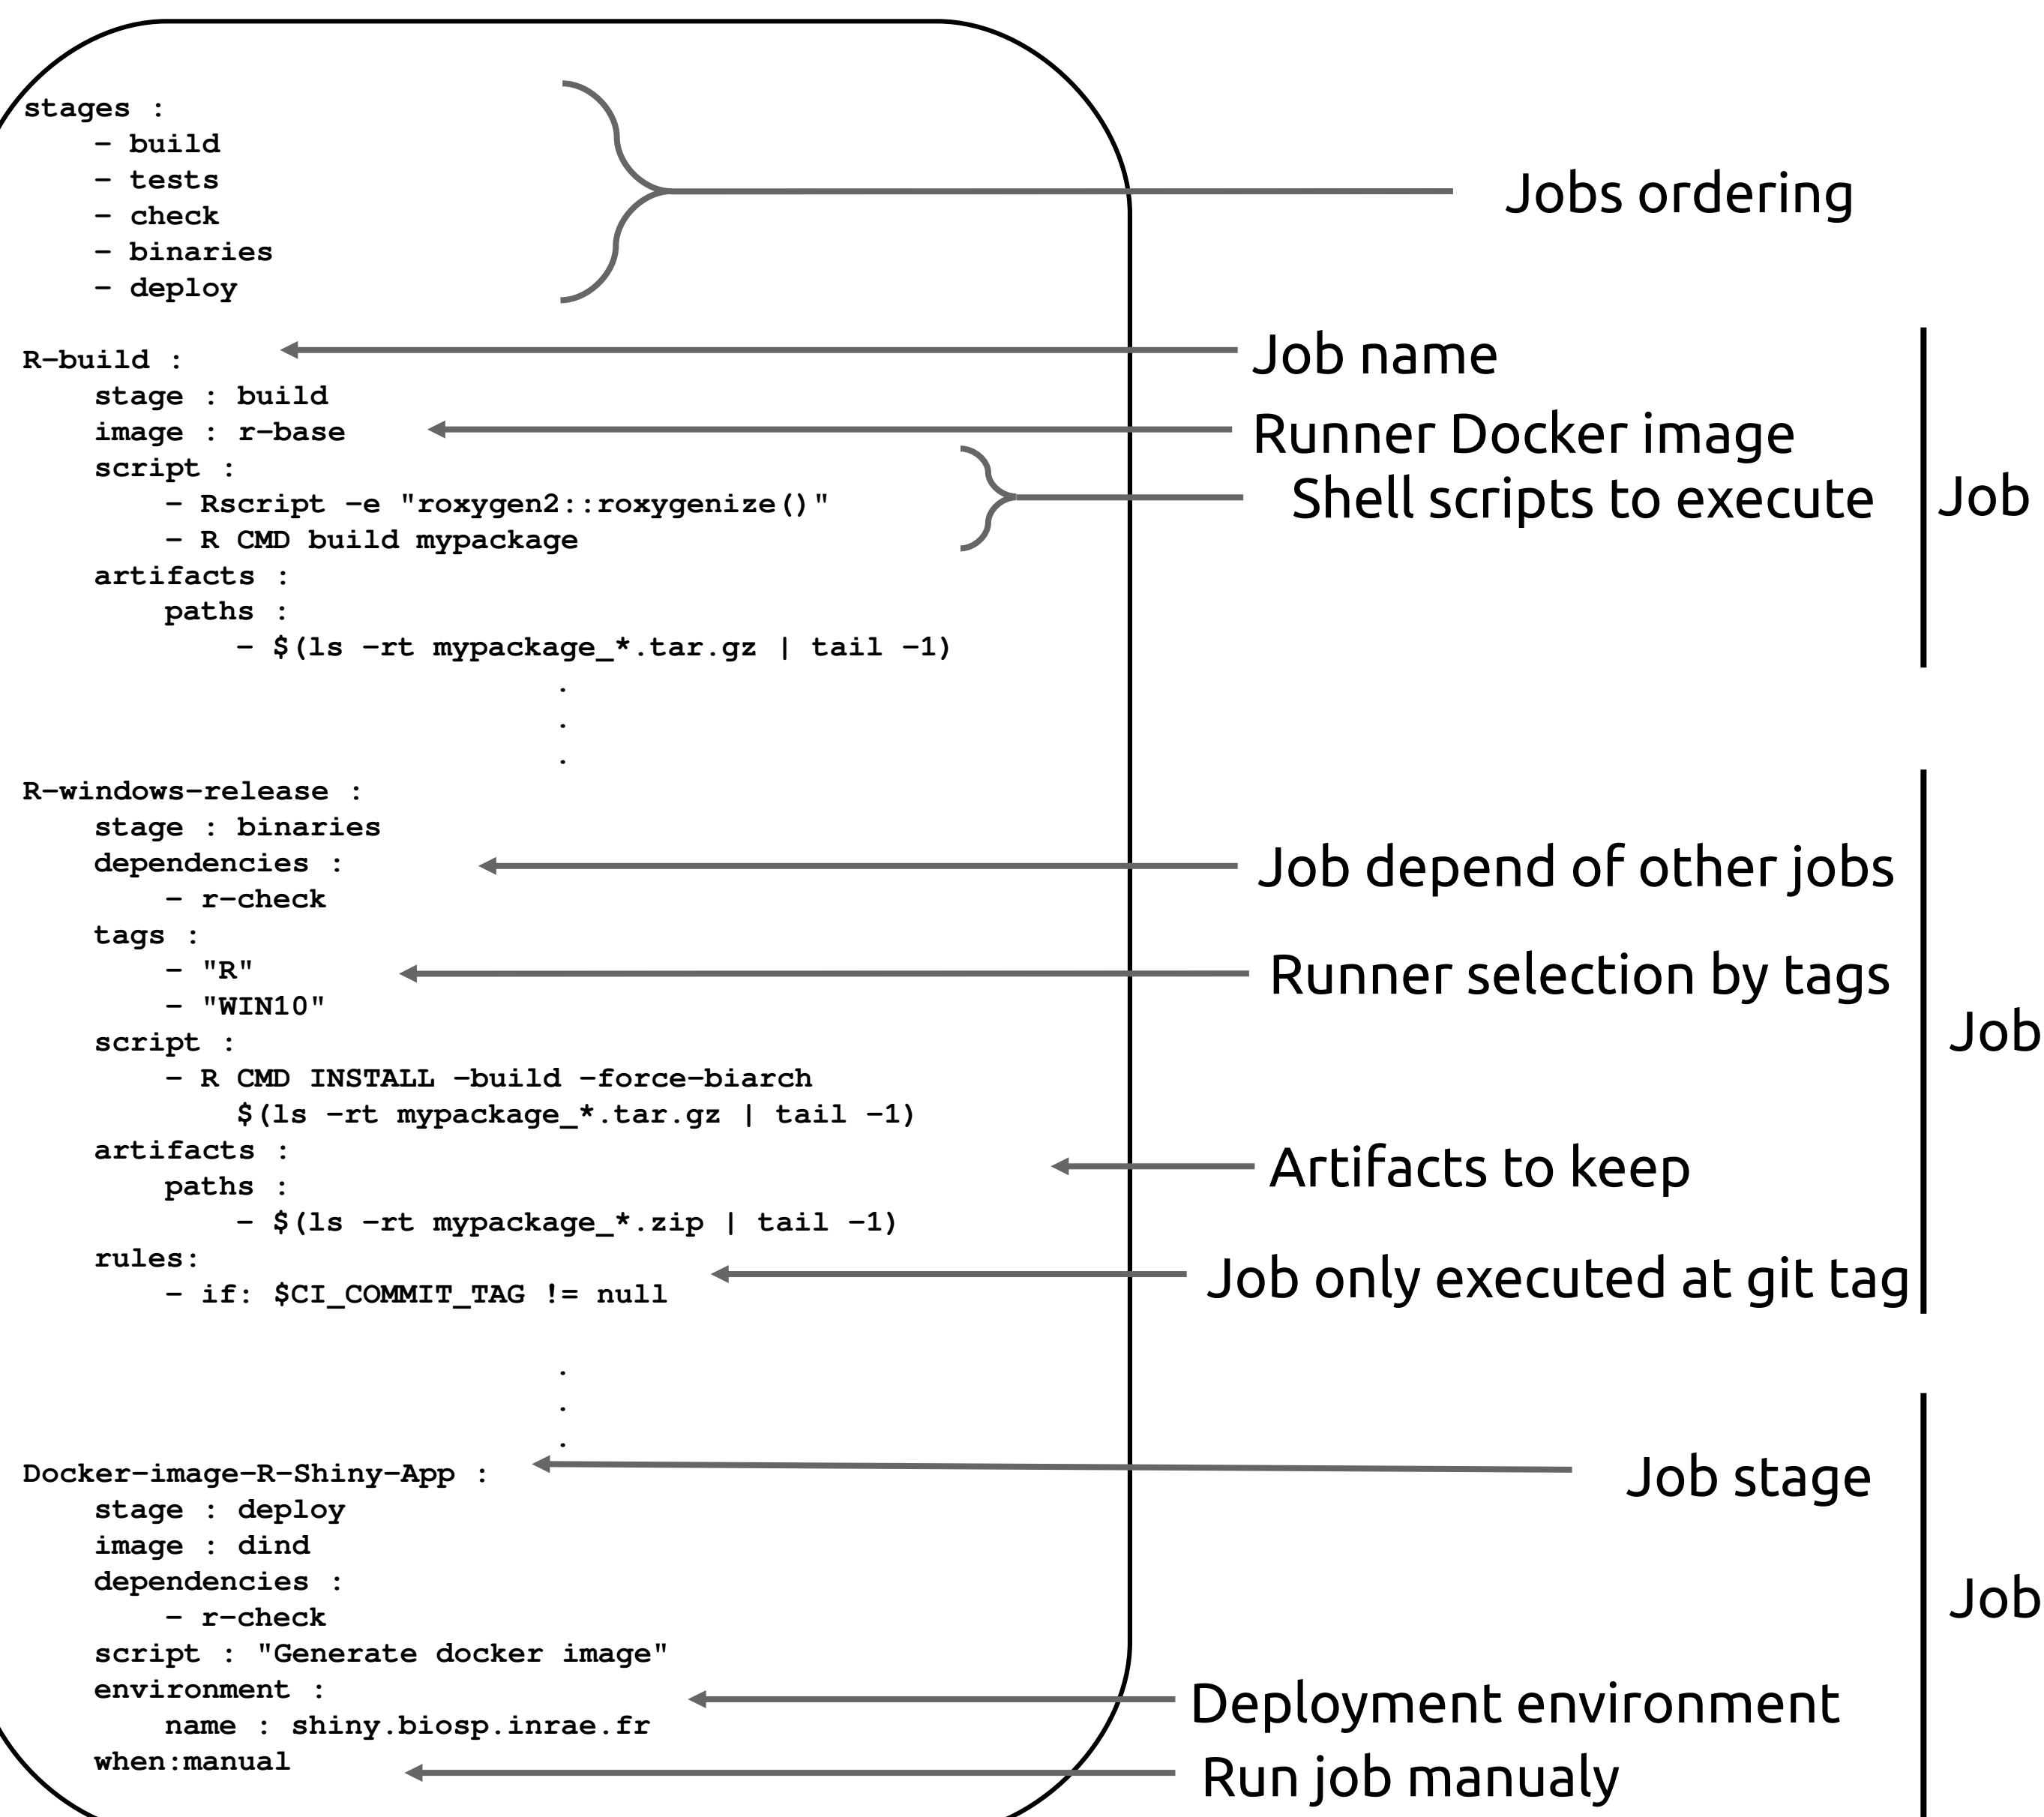 stages :
    - build
    - tests
    - check
    - binaries
    - deploy
Jobs ordering
R-build :
    stage : build
    image : r-base
    script :
        - Rscript -e "roxygen2::roxygenize()"
        - R CMD build mypackage
    artifacts :
        paths :
            - $(ls -rt mypackage_*.tar.gz | tail -1)
.
.
.
Job name
Runner Docker image
Shell scripts to execute
Job
R-windows-release :
    stage : binaries
    dependencies :
        - r-check
    tags :
        - "R"
        - "WIN10"
    script :
        - R CMD INSTALL -build -force-biarch
            $(ls -rt mypackage_*.tar.gz | tail -1)
    artifacts :
        paths :
            - $(ls -rt mypackage_*.zip | tail -1)
    rules:
        - if: $CI_COMMIT_TAG != null
.
.
.
Job depend of other jobs
Runner selection by tags
Artifacts to keep
Job only executed at git tag
Job
Docker-image-R-Shiny-App :
    stage : deploy
    image : dind
    dependencies :
        - r-check
    script : "Generate docker image"
    environment :
        name : shiny.biosp.inrae.fr
    when:manual
Job stage
Deployment environment
Run job manualy
Job